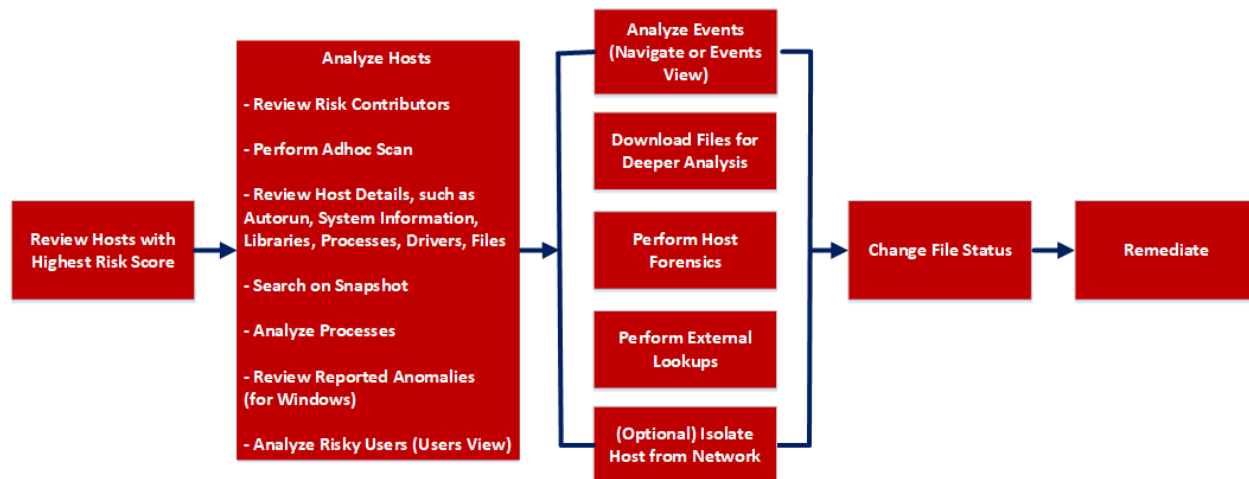 Review Hosts with
Highest Risk Score
Analyze Hosts
- Review Risk Contributors
- Perform Adhoc Scan
- Review Host Details, such as
Autorun, System Information,
Libraries, Processes, Drivers, Files
- Search on Snapshot
- Analyze Processes
- Review Reported Anomalies
(for Windows)
- Analyze Risky Users (Users View)
Analyze Events
(Navigate or Events
View)
Download Files for
Deeper Analysis
Perform Host
Forensics
Perform External
Lookups
(Optional) Isolate
Host from Network
Change File Status
Remediate